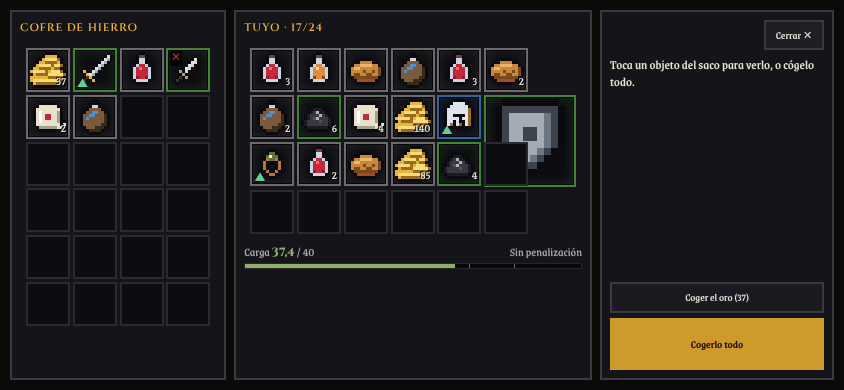 COFRE DE HIERRO
37
2
TUYO · 17/24
3
3
2
2
6
4
140
2
85
4
Carga 37,4 / 40
Sin penalización
Cerrar ✕
Toca un objeto del saco para verlo, o cógelo
todo.
Coger el oro (37)
Cogerlo todo